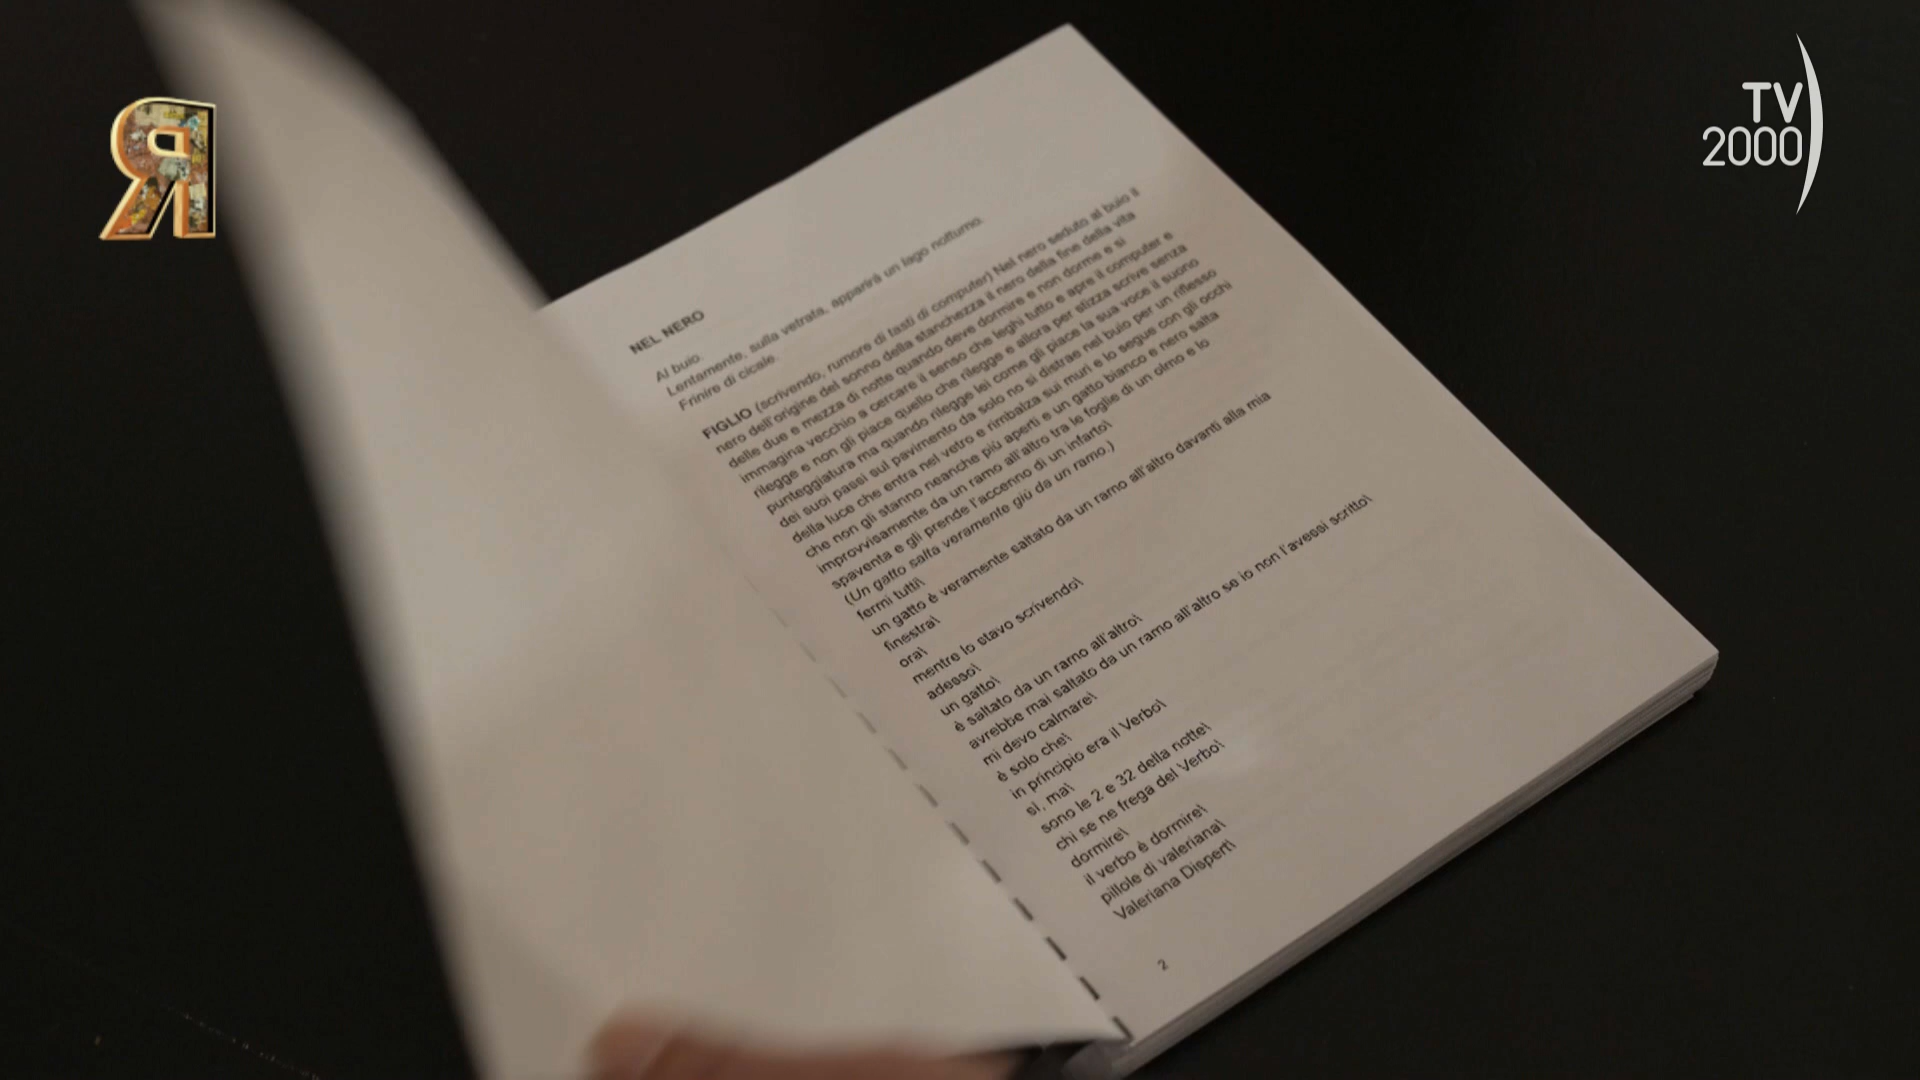 TV
2000
R
NEL NERO
Al buio.
Lentamente, sulla vetrata, apparirà un lago notturno.
Frinire di cicale.
FIGLIO (scrivendo, rumore di tasti di computer) Nel nero seduto al buio il
nero dell'origine del sonno della stanchezza il nero della fine della vita
delle due e mezza di notte quando deve dormire e non dorme e si
immagina vecchio a cercare il senso che leghi tutto e apre il computer e
rilegge e non gli piace quello che rilegge e allora per stizza scrive senza
punteggiatura ma quando rilegge lei come gli piace la sua voce il suono
dei suoi passi sul pavimento da solo no si distrae nel buio per un riflesso
della luce che entra nel vetro e rimbalza sui muri e lo segue con gli occhi
che non gli stanno neanche più aperti e un gatto bianco e nero salta
improvvisamente da un ramo all'altro tra le foglie di un olmo e lo
spaventa e gli prende l'accenno di un infarto\
(Un gatto salta veramente giù da un ramo.)
fermi tutti\
un gatto è veramente saltato da un ramo all'altro davanti alla mia
finestra\
ora\
mentre lo stavo scrivendo\
adesso\
un gatto\
è saltato da un ramo all'altro\
avrebbe mai saltato da un ramo all'altro se io non l'avessi scritto\
mi devo calmare\
è solo che\
in principio era il Verbo\
sì, ma\
sono le 2 e 32 della notte\
chi se ne frega del Verbo\
dormire\
il verbo è dormire\
pillole di valeriana\
Valeriana Dispert\
2